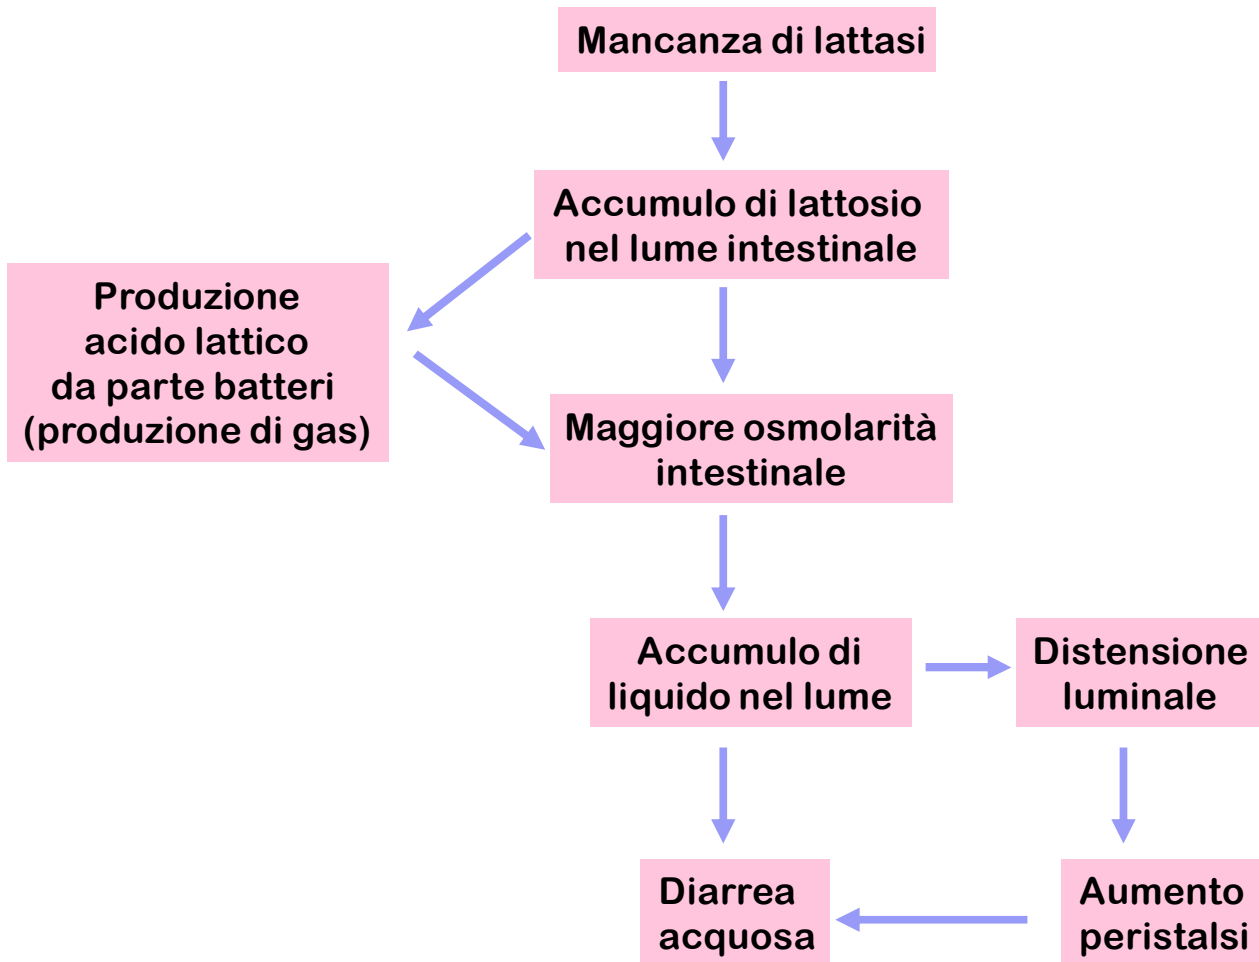 Mancanza di lattasi
Accumulo di lattosio
nel lume intestinale
Produzione
acido lattico
da parte batteri
(produzione di gas)
Maggiore osmolarità
intestinale
Accumulo di
liquido nel lume
Distensione
luminale
Diarrea
acquosa
Aumento
peristalsi